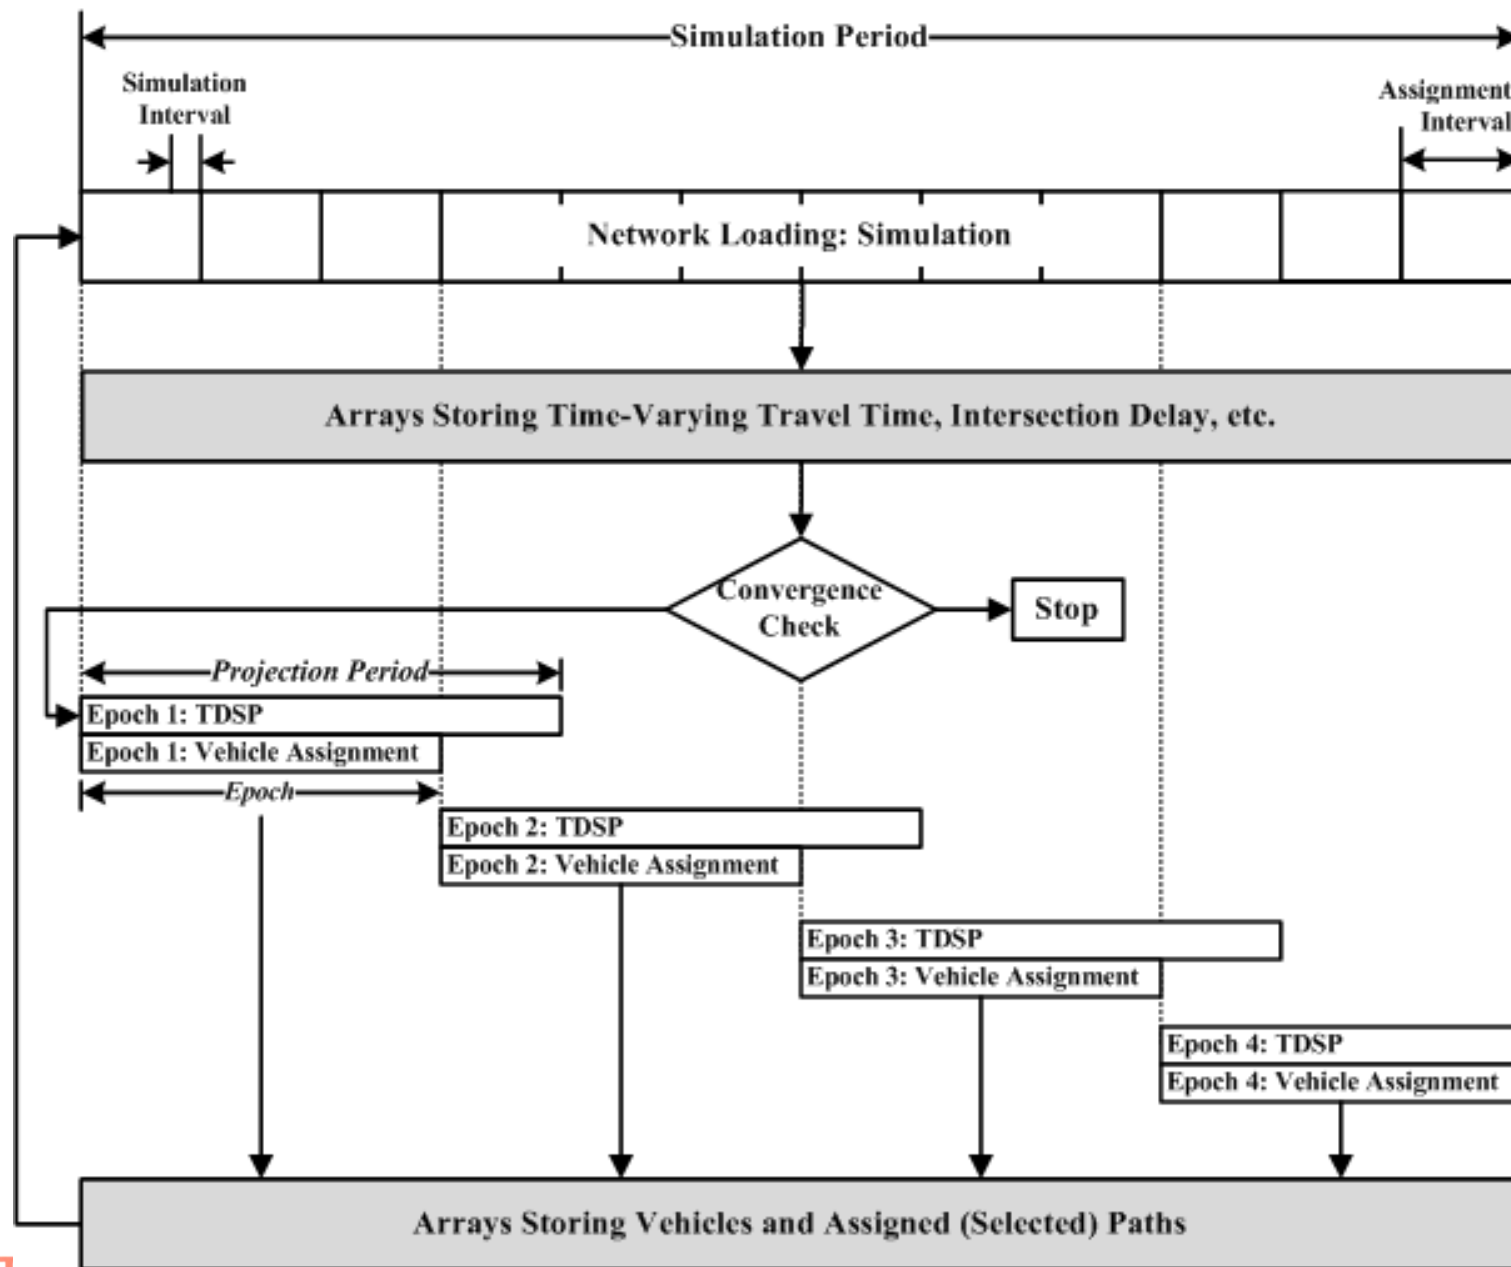 Simulation Period
Simulation
Interval
Assignment
Interval
Network Loading: Simulation
Arrays Storing Time-Varying Travel Time, Intersection Delay, etc.
Convergence
Check
Stop
Projection Period
Epoch 1: TDSP
Epoch 1: Vehicle Assignment
Epoch
Epoch 2: TDSP
Epoch 2: Vehicle Assignment
Epoch 3: TDSP
Epoch 3: Vehicle Assignment
Epoch 4: TDSP
Epoch 4: Vehicle Assignment
Arrays Storing Vehicles and Assigned (Selected) Paths